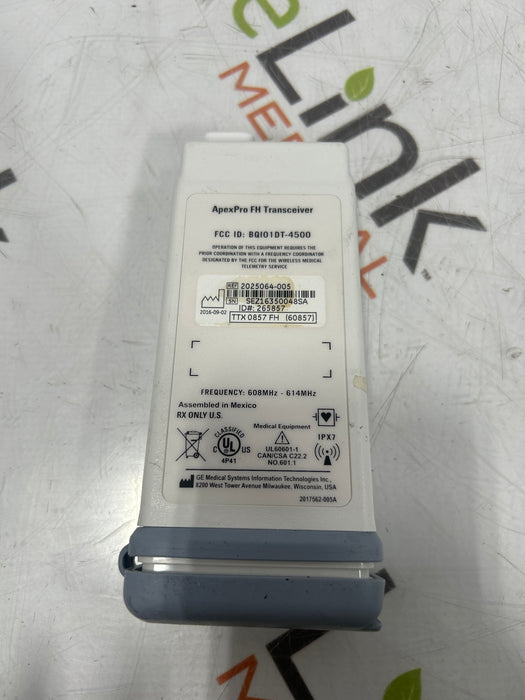 eLink
MED
Link
MEDICAL
ApexPro FH Transceiver
FCC ID: BQI01DT-4500
OPERATION OF THIS EQUIPMENT REQUIRES THE
PRIOR COORDINATION WITH A FREQUENCY COORDINATOR
DESIGNATED BY THE FCC FOR THE WIRELESS MEDICAL
TELEMETRY SERVICE
REF 2025064-005
2016-09-02
SN SEZ16350048SA
ID#: 265857
TTX 0857 FH (60857)
FREQUENCY: 608MHz - 614MHz
Assembled in Mexico
RX ONLY U.S.
CLASSIFIED
C UL US
4P41
Medical Equipment
UL60601-1
CAN/CSA C22.2
NO.601.1
IPX7
GE Medical Systems Information Technologies Inc.,
8200 West Tower Avenue Milwaukee, Wisconsin, USA
2017562-005A